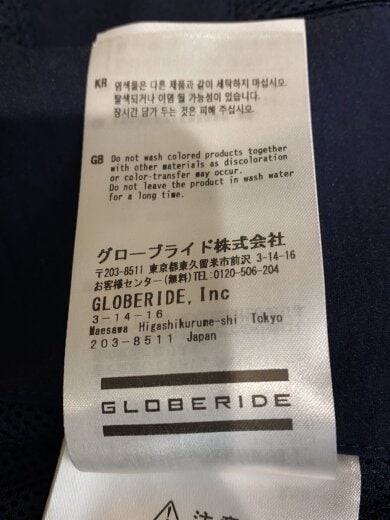 KR 염색물은 다른 제품과 같이 세탁하지 마십시오.
탈색되거나 이염 될 가능성이 있습니다.
장시간 담가 두는 것은 피해 주십시오.
GB Do not wash colored products together
with other materials as discoloration
or color-transfer may occur.
Do not leave the product in wash water
for a long time.
グローブライド株式会社
〒203-8511 東京都東久留米市前沢 3-14-16
お客様センター(無料)TEL:0120-506-204
GLOBERIDE, Inc
3-14-16
Maesawa Higashikurume-shi Tokyo
203-8511 Japan
GLOBERIDE
注意